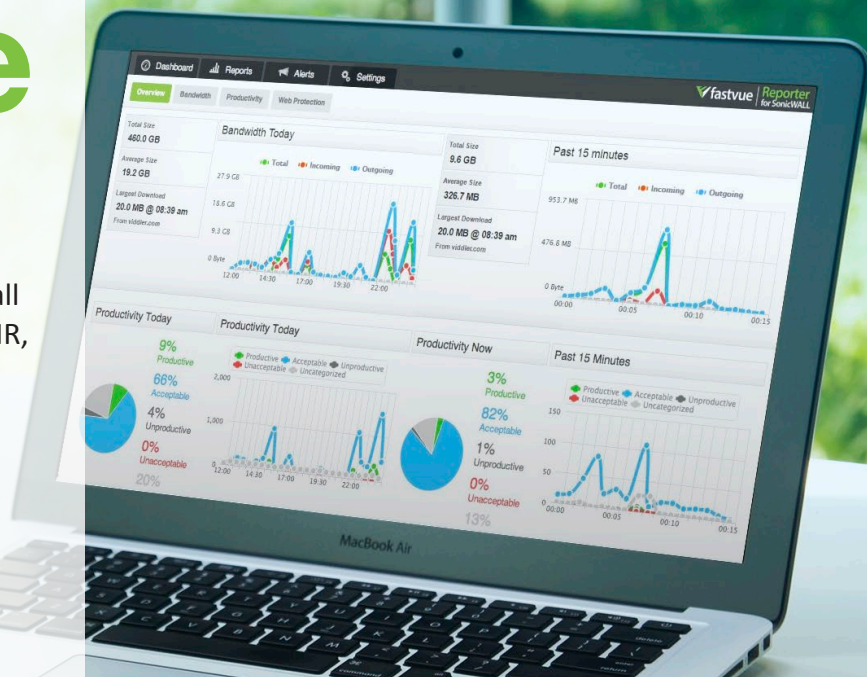 e
all
HR,
Dashboard Reports Alerts Settings
fastvue Reporter
for SonicWALL
Overview Bandwidth Productivity Web Protection
Total Size
460.0 GB
Average Size
19.2 GB
Largest Download
20.0 MB @ 08:39 am
From viddler.com
Bandwidth Today
Total Incoming Outgoing
27.9 GB
18.6 GB
9.3 GB
0 Byte
12:00 14:30 17:00 19:30 22:00
Total Size
9.6 GB
Average Size
326.7 MB
Largest Download
20.0 MB @ 08:39 am
From viddler.com
Past 15 minutes
Total Incoming Outgoing
953.7 MB
476.8 MB
0 Byte
00:00 00:05 00:10 00:15
Productivity Today
9%
Productive
66%
Acceptable
4%
Unproductive
0%
Unacceptable
20%
Productivity Today
Productive Acceptable Unproductive
Unacceptable Uncategorized
2,000
1,000
0
12:00 14:30 17:00 19:30 22:00
Productivity Now
3%
Productive
82%
Acceptable
1%
Unproductive
0%
Unacceptable
13%
Past 15 Minutes
Productive Acceptable Unproductive
Unacceptable Uncategorized
150
100
50
0
00:00 00:05 00:10 00:15
MacBook Air
delete
enter
return
command